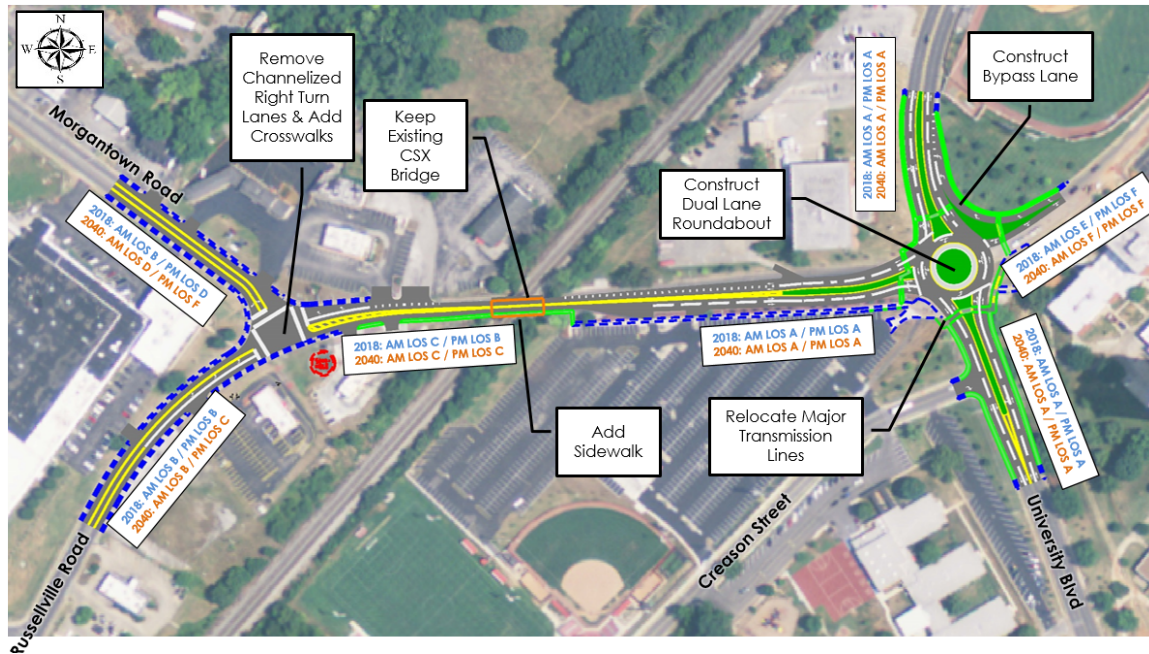 N
W
E
S
Morgantown Road
Remove
Channelized
Right Turn
Lanes & Add
Crosswalks
Keep
Existing
CSX
Bridge
Construct
Dual Lane
Roundabout
Construct
Bypass Lane
2018: AM LOS A / PM LOS A
2040: AM LOS A / PM LOS A
2018: AM LOS B / PM LOS D
2040: AM LOS D / PM LOS F
2018: AM LOS E / PM LOS F
2040: AM LOS F / PM LOS F
2018: AM LOS C / PM LOS B
2040: AM LOS C / PM LOS C
2018: AM LOS A / PM LOS A
2040: AM LOS A / PM LOS A
2018: AM LOS A / PM LOS A
2040: AM LOS A / PM LOS A
2018: AM LOS B / PM LOS B
2040: AM LOS B / PM LOS C
Add
Sidewalk
Relocate Major
Transmission
Lines
Russellville Road
Creason Street
University Blvd